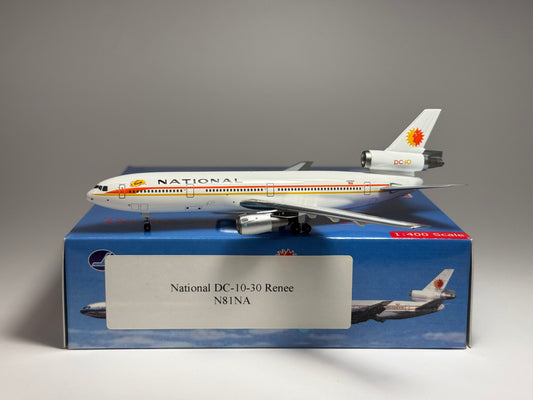 NATIONAL
DC-10
1:400 Scale
National DC-10-30 Renee
N81NA